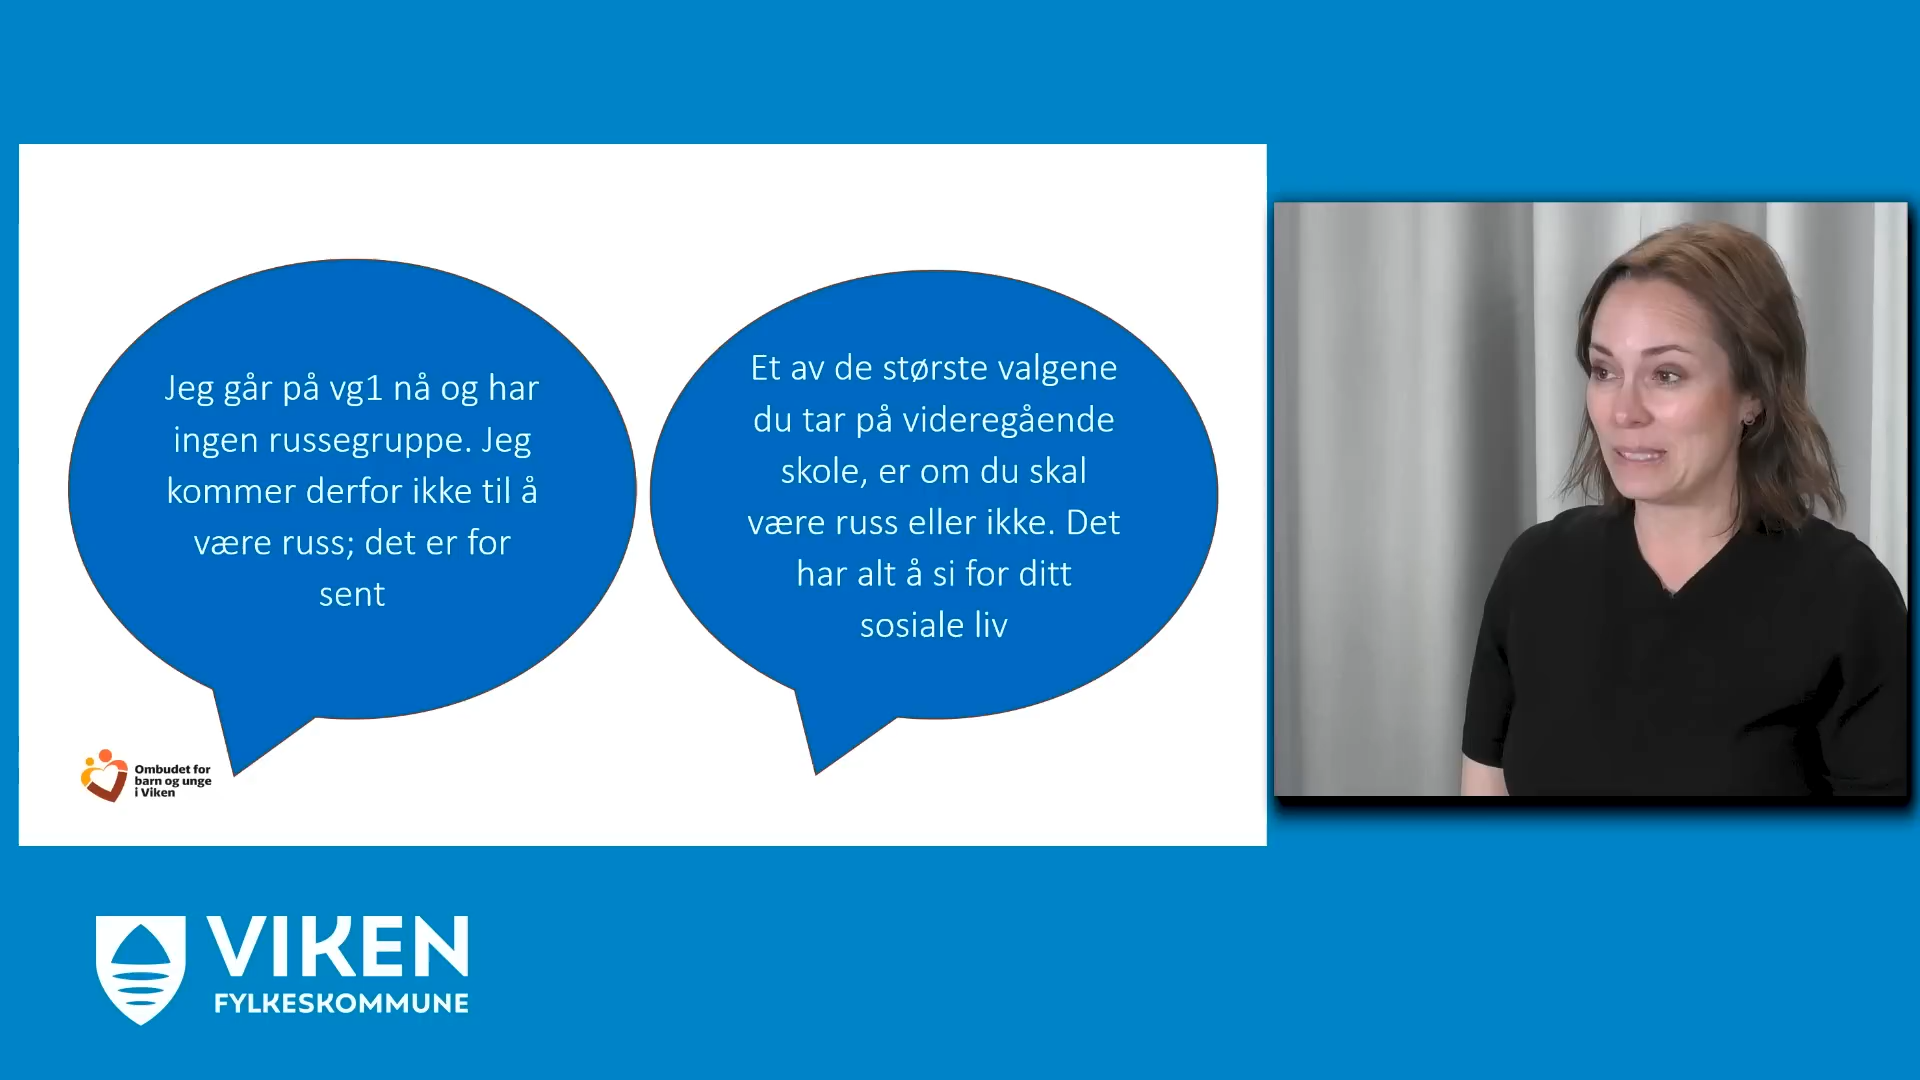 Jeg går på vg1 nå og har
ingen russegruppe. Jeg
kommer derfor ikke til å
være russ; det er for
sent
Et av de største valgene
du tar på videregående
skole, er om du skal
være russ eller ikke. Det
har alt å si for ditt
sosiale liv
Ombudet for
barn og unge
i Viken
VIKEN
FYLKESKOMMUNE